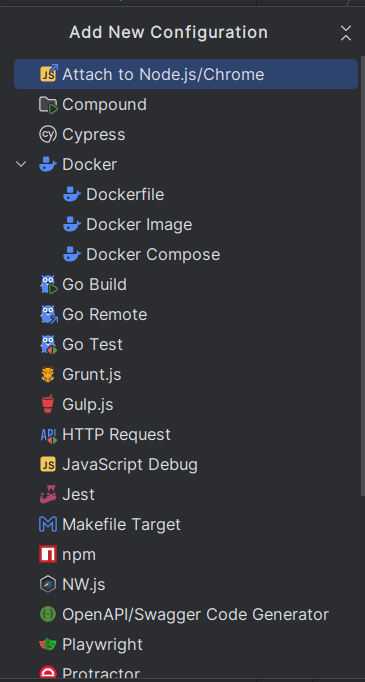 Add New Configuration
Attach to Node.js/Chrome
Compound
Cypress
Docker
Dockerfile
Docker Image
Docker Compose
Go Build
Go Remote
Go Test
Grunt.js
Gulp.js
HTTP Request
JavaScript Debug
Jest
Makefile Target
npm
NW.js
OpenAPI/Swagger Code Generator
Playwright
Protractor